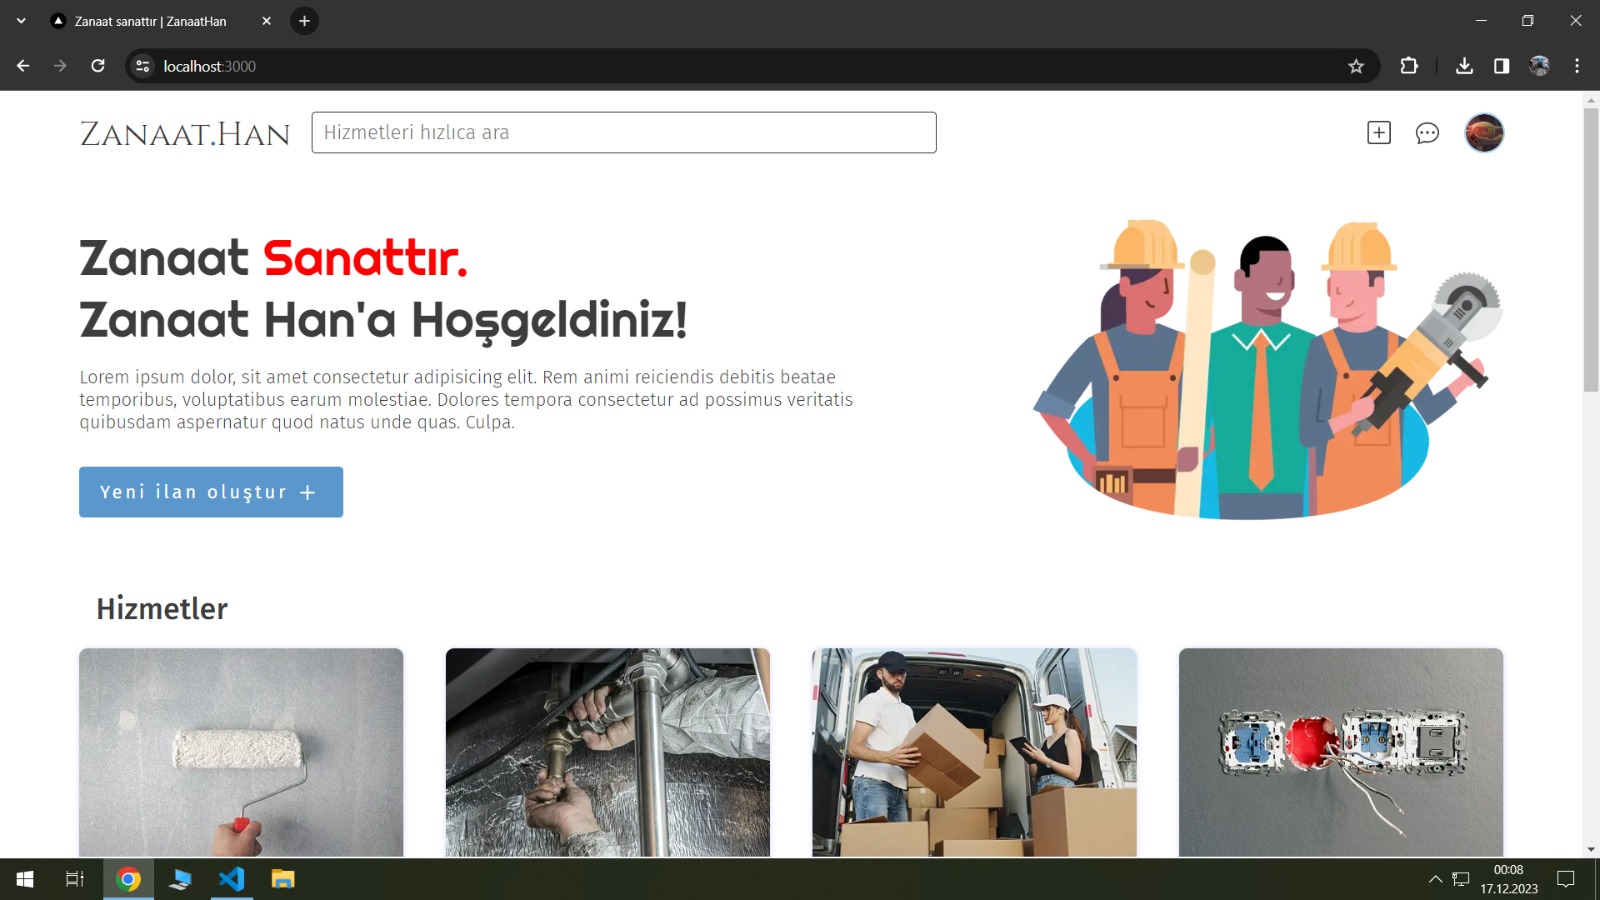 Zanaat sanattır | ZanaatHan
localhost:3000
ZANAAT.HAN
Hizmetleri hızlıca ara
Zanaat Sanattır.
Zanaat Han'a Hoşgeldiniz!
Lorem ipsum dolor, sit amet consectetur adipisicing elit. Rem animi reiciendis debitis beatae
temporibus, voluptatibus earum molestiae. Dolores tempora consectetur ad possimus veritatis
quibusdam aspernatur quod natus unde quas. Culpa.
Yeni ilan oluştur +
Hizmetler
00:08
17.12.2023